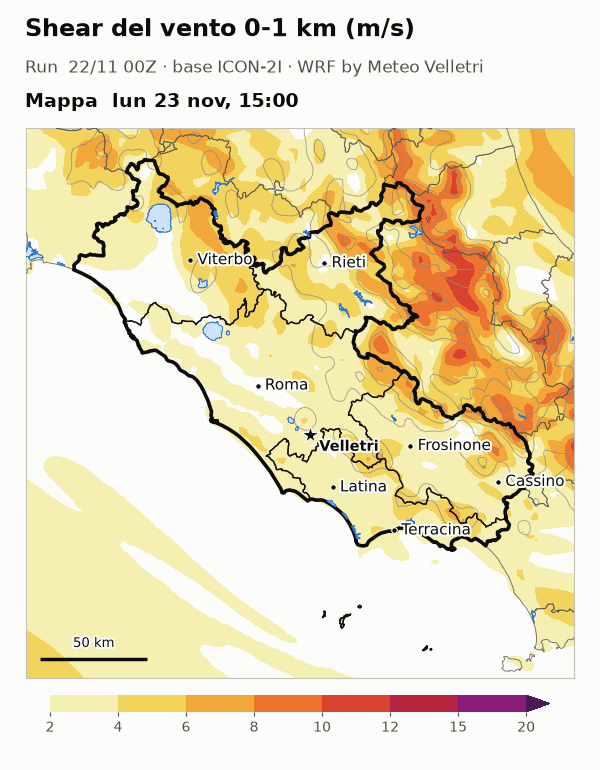 Shear del vento 0-1 km (m/s)
Run  22/11 00Z · base ICON-2I · WRF by Meteo Velletri
Mappa  lun 23 nov, 15:00
Viterbo
Rieti
Roma
Velletri
Frosinone
Latina
Cassino
Terracina
50 km
2 4 6 8 10 12 15 20